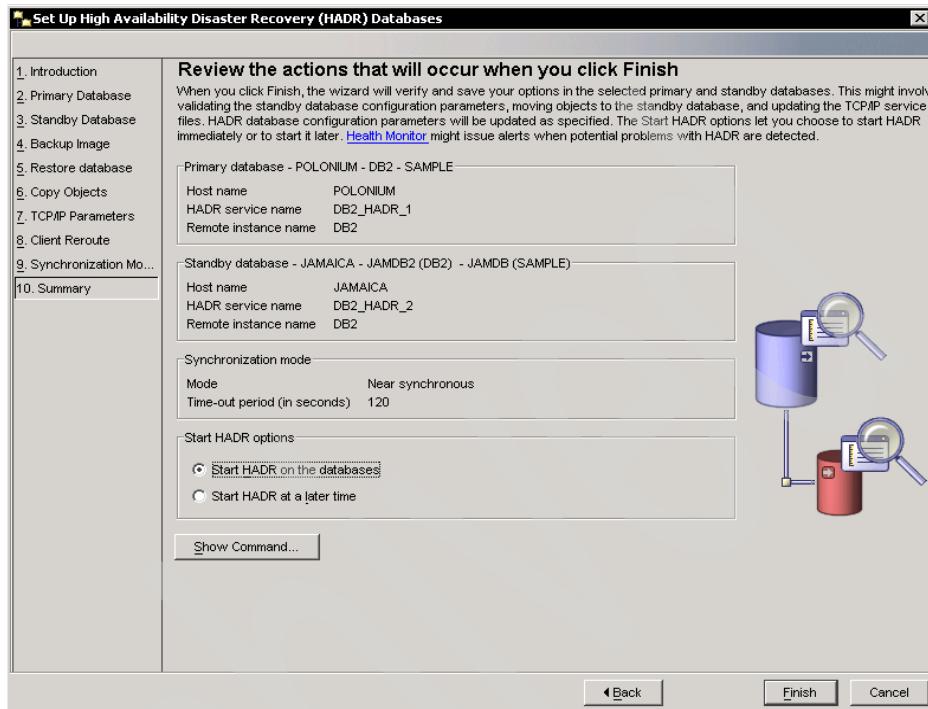 Set Up High Availability Disaster Recovery (HADR) Databases
1. Introduction
2. Primary Database
3. Standby Database
4. Backup Image
5. Restore database
6. Copy Objects
7. TCP/IP Parameters
8. Client Reroute
9. Synchronization Mo...
10. Summary
Review the actions that will occur when you click Finish
When you click Finish, the wizard will verify and save your options in the selected primary and standby databases. This might involv
validating the standby database configuration parameters, moving objects to the standby database, and updating the TCP/IP service
files. HADR database configuration parameters will be updated as specified. The Start HADR options let you choose to start HADR
immediately or to start it later. Health Monitor might issue alerts when potential problems with HADR are detected.
Primary database - POLONIUM - DB2 - SAMPLE
Host name POLONIUM
HADR service name DB2_HADR_1
Remote instance name DB2
Standby database - JAMAICA - JAMDB2 (DB2) - JAMDB (SAMPLE)
Host name JAMAICA
HADR service name DB2_HADR_2
Remote instance name DB2
Synchronization mode
Mode Near synchronous
Time-out period (in seconds) 120
Start HADR options
Start HADR on the databases
Start HADR at a later time
Show Command...
Back
Finish
Cancel